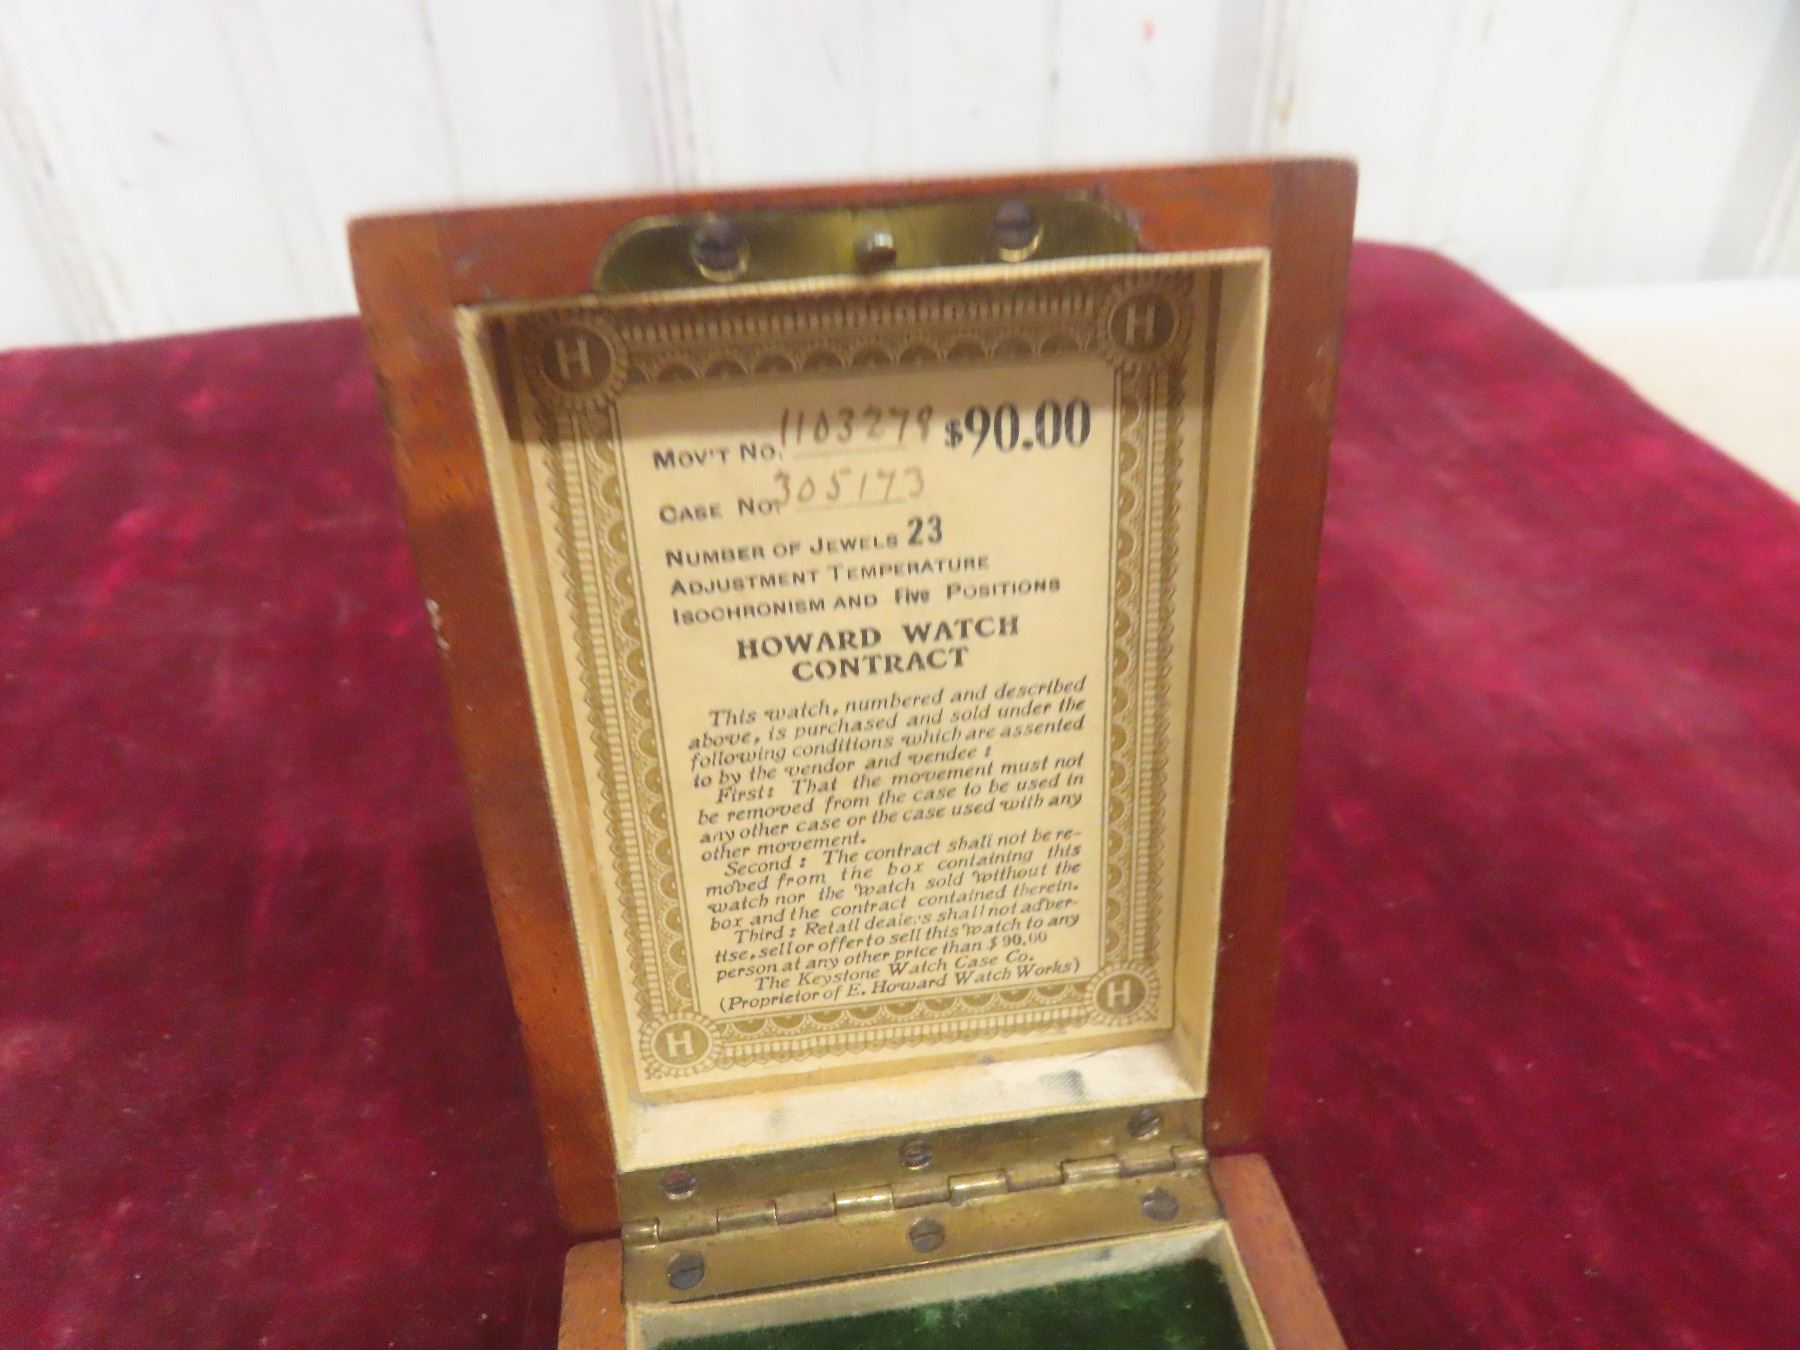 H H
MOV'T NO. 1103279 $90.00
CASE NO. 305173
NUMBER OF JEWELS 23
ADJUSTMENT TEMPERATURE
ISOCHRONISM AND Five POSITIONS
HOWARD WATCH
CONTRACT
This watch, numbered and described
above, is purchased and sold under the
following conditions which are assented
to by the vendor and vendee :
First: That the movement must not
be removed from the case to be used in
any other case or the case used with any
other movement.
Second : The contract shall not be re-
moved from the box containing this
watch nor the watch sold without the
box and the contract contained therein.
Third : Retail dealers shall not adver-
tise, sell or offer to sell this watch to any
person at any other price than $90.00
The Keystone Watch Case Co.
(Proprietor of E. Howard Watch Works)
H H